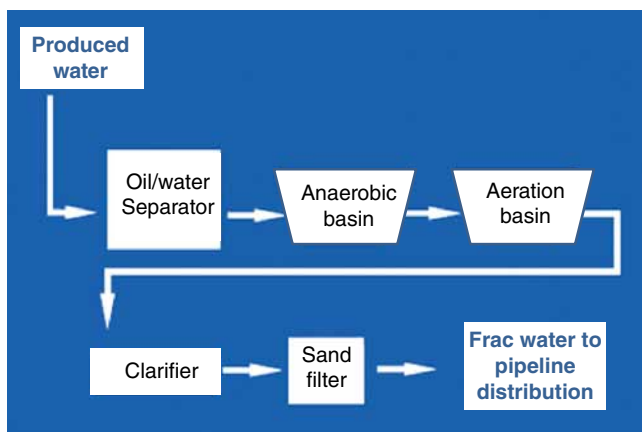 Produced
water
Oil/water
Separator
Anaerobic
basin
Aeration
basin
Clarifier
Sand
filter
Frac water to
pipeline
distribution